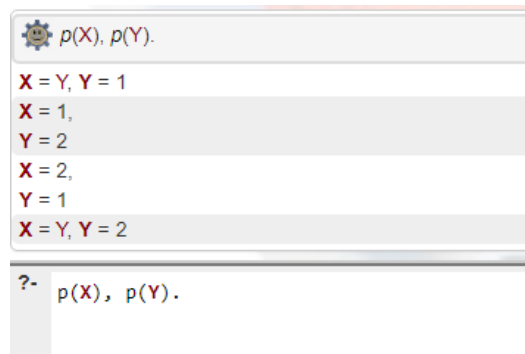 p(X), p(Y).
X = Y, Y = 1
X = 1,
Y = 2
X = 2,
Y = 1
X = Y, Y = 2
?- p(X), p(Y).